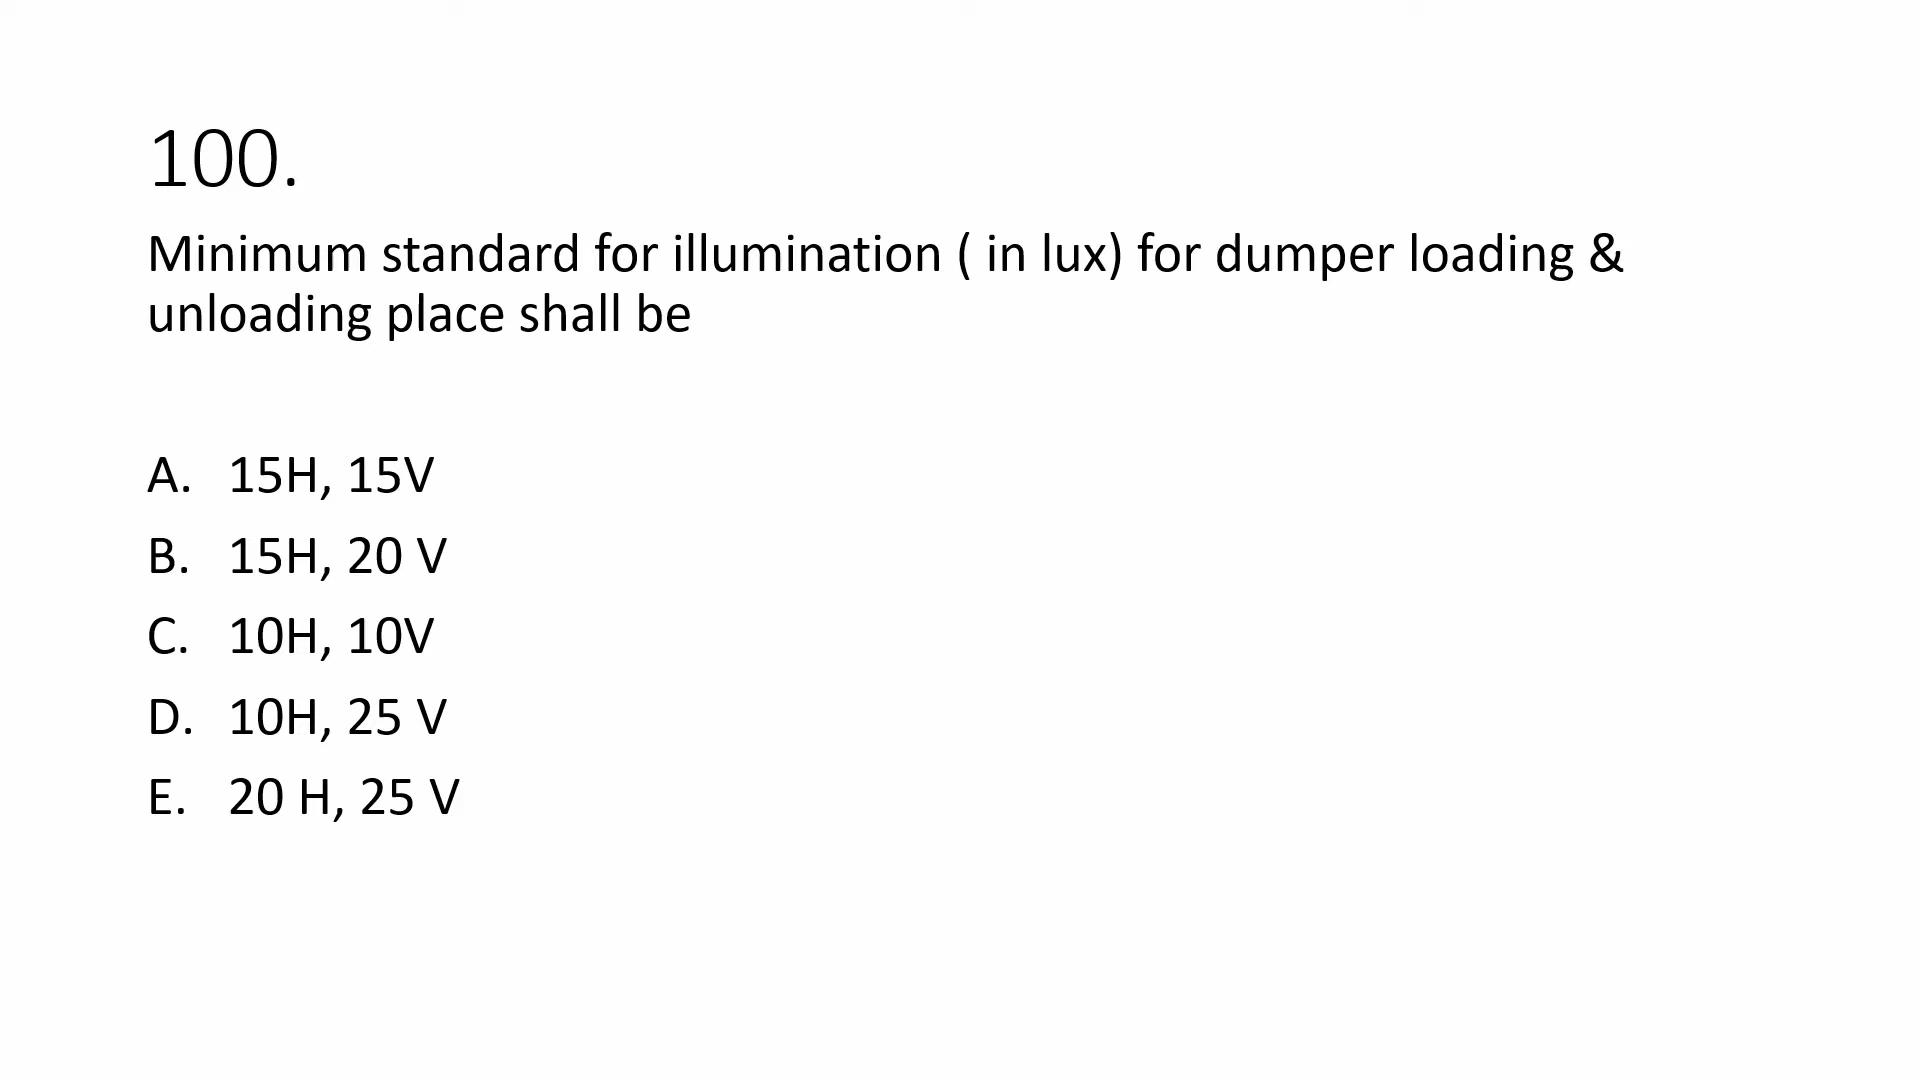 100.
Minimum standard for illumination ( in lux) for dumper loading &
unloading place shall be
A. 15H, 15V
B. 15H, 20 V
C. 10H, 10V
D. 10H, 25 V
E. 20 H, 25 V